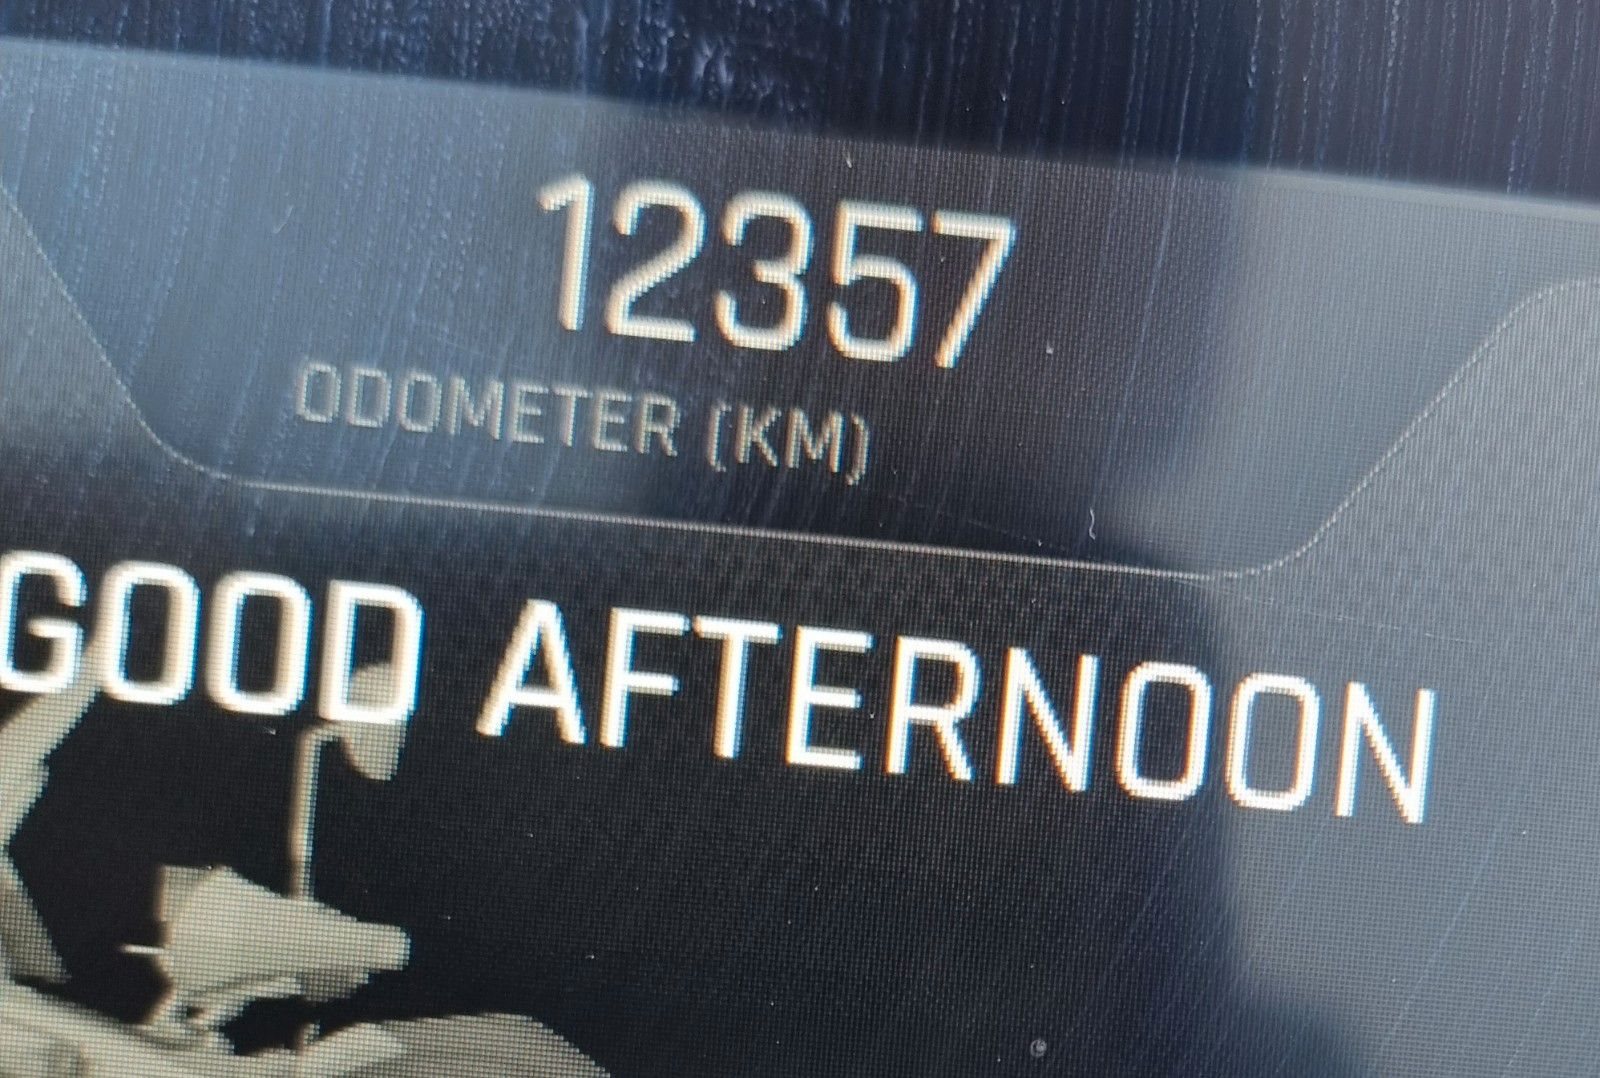 12357
ODOMETER (KM)
GOOD AFTERNOON